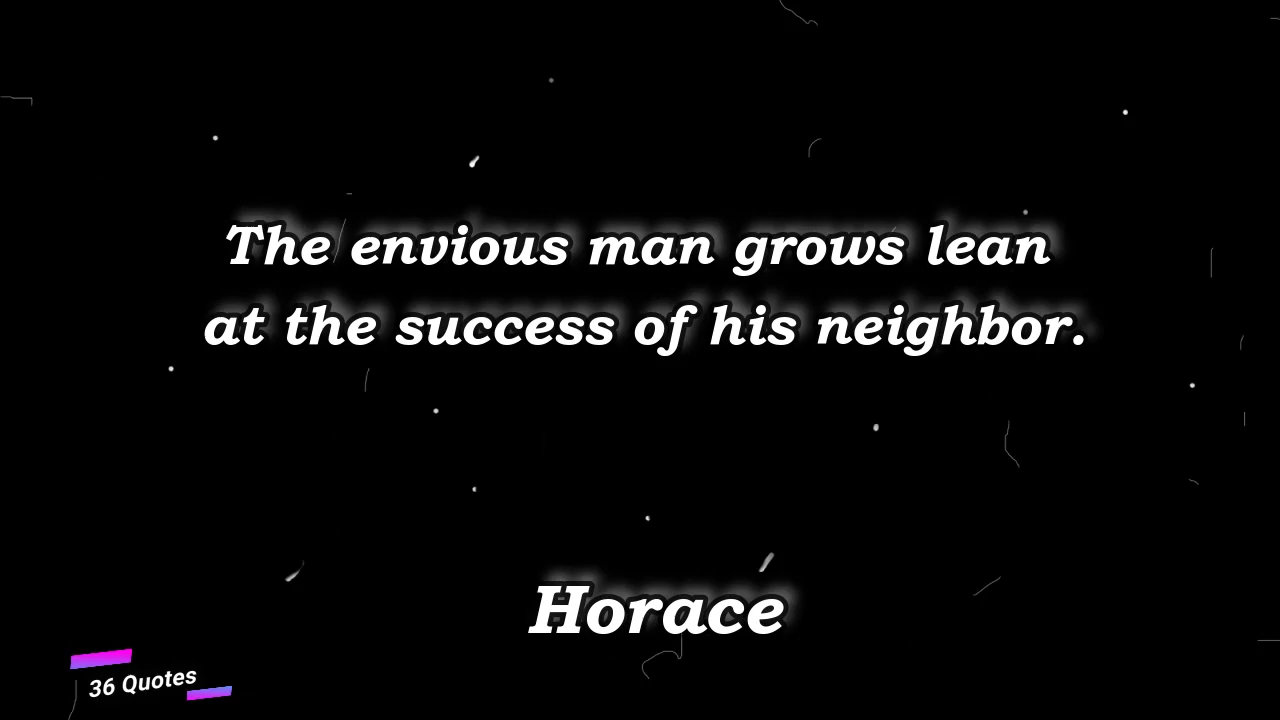 The envious man grows lean
at the success of his neighbor.
Horace
36 Quotes